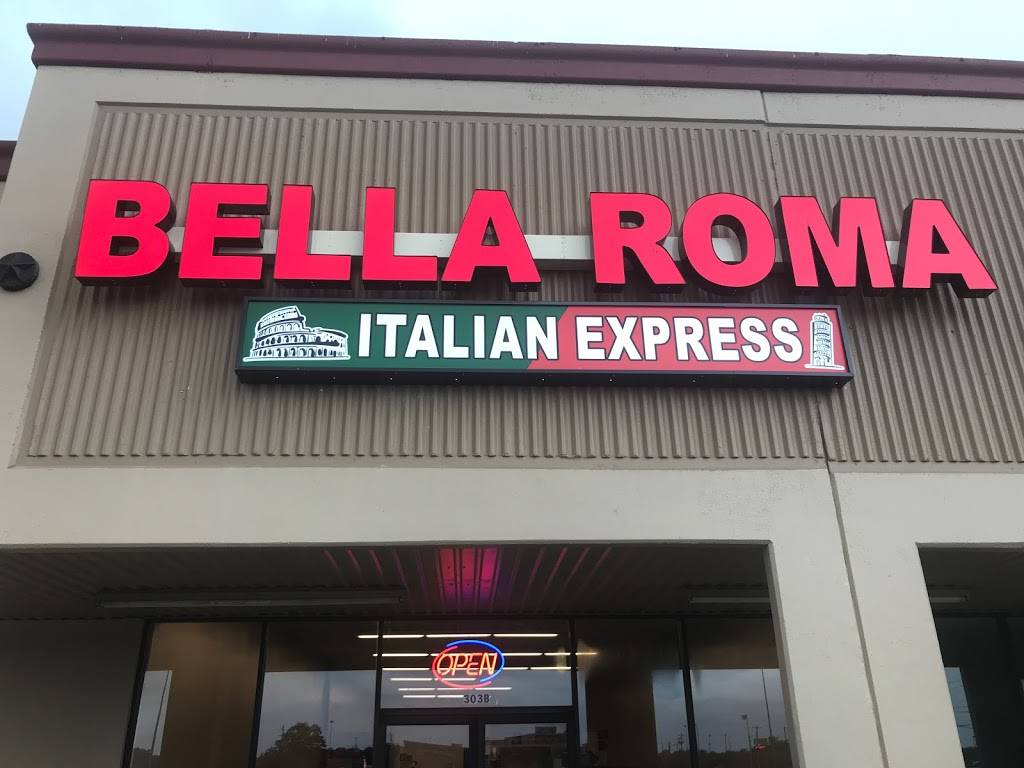 BELLA ROMA
ITALIAN EXPRESS
OPEN
303B